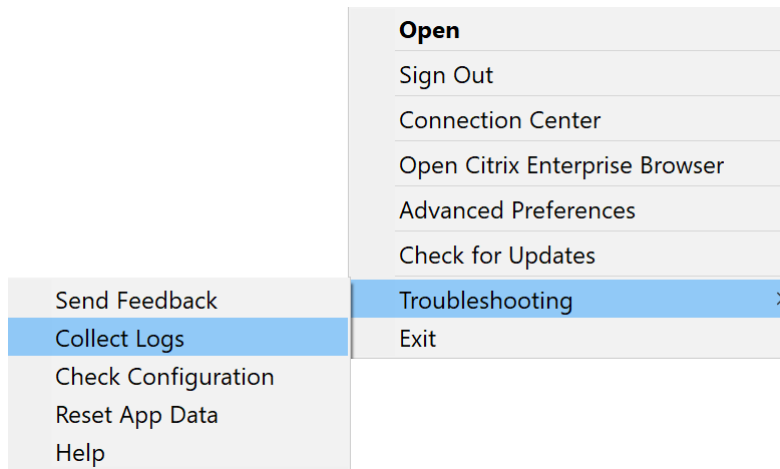 Open
Sign Out
Connection Center
Open Citrix Enterprise Browser
Advanced Preferences
Check for Updates
Troubleshooting
Exit
Send Feedback
Collect Logs
Check Configuration
Reset App Data
Help